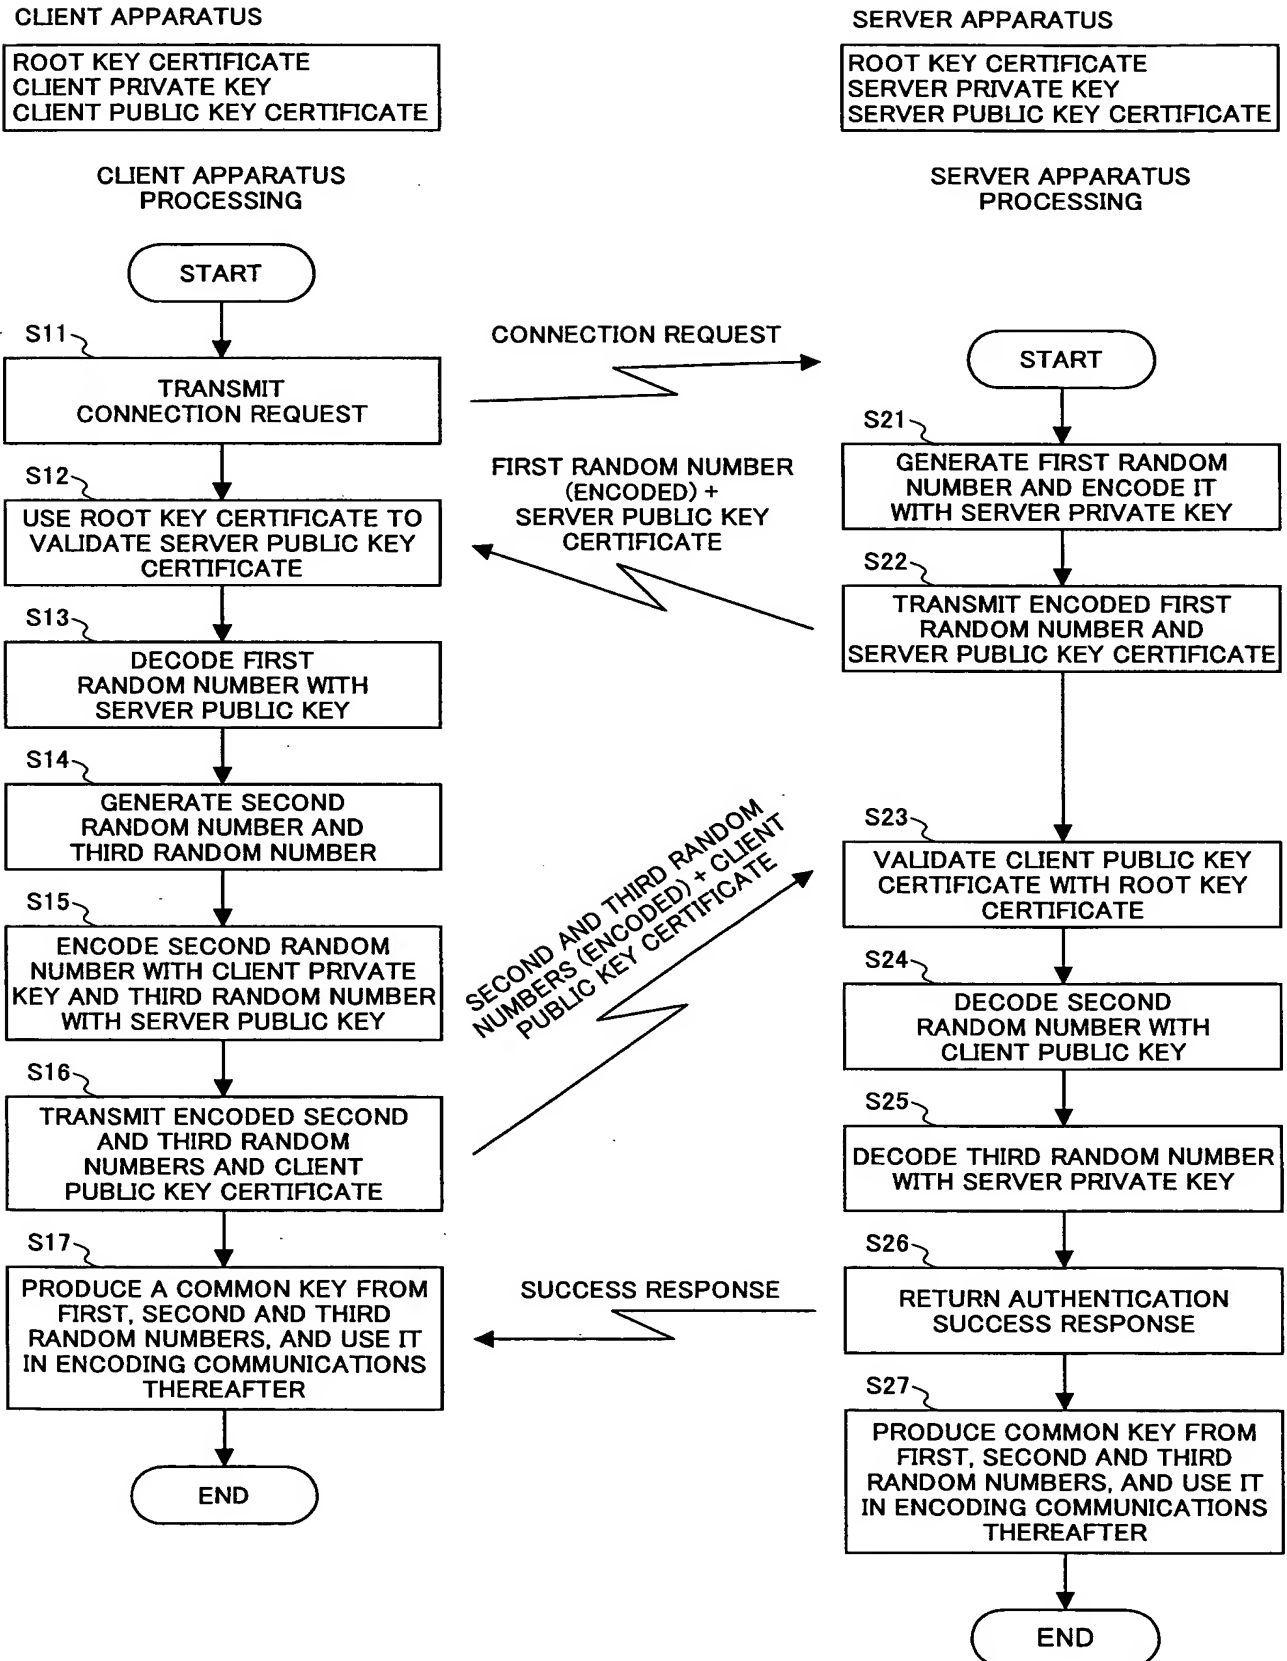 CLIENT APPARATUS
ROOT KEY CERTIFICATE
CLIENT PRIVATE KEY
CLIENT PUBLIC KEY CERTIFICATE
CLIENT APPARATUS
PROCESSING
START
S11
TRANSMIT
CONNECTION REQUEST
S12
USE ROOT KEY CERTIFICATE TO
VALIDATE SERVER PUBLIC KEY
CERTIFICATE
S13
DECODE FIRST
RANDOM NUMBER WITH
SERVER PUBLIC KEY
S14
GENERATE SECOND
RANDOM NUMBER AND
THIRD RANDOM NUMBER
S15
ENCODE SECOND RANDOM
NUMBER WITH CLIENT PRIVATE
KEY AND THIRD RANDOM NUMBER
WITH SERVER PUBLIC KEY
S16
TRANSMIT ENCODED SECOND
AND THIRD RANDOM
NUMBERS AND CLIENT
PUBLIC KEY CERTIFICATE
S17
PRODUCE A COMMON KEY FROM
FIRST, SECOND AND THIRD
RANDOM NUMBERS, AND USE IT
IN ENCODING COMMUNICATIONS
THEREAFTER
END
CONNECTION REQUEST
FIRST RANDOM NUMBER
(ENCODED) +
SERVER PUBLIC KEY
CERTIFICATE
SECOND AND THIRD RANDOM
NUMBERS (ENCODED) + CLIENT
PUBLIC KEY CERTIFICATE
SUCCESS RESPONSE
SERVER APPARATUS
ROOT KEY CERTIFICATE
SERVER PRIVATE KEY
SERVER PUBLIC KEY CERTIFICATE
SERVER APPARATUS
PROCESSING
START
S21
GENERATE FIRST RANDOM
NUMBER AND ENCODE IT
WITH SERVER PRIVATE KEY
S22
TRANSMIT ENCODED FIRST
RANDOM NUMBER AND
SERVER PUBLIC KEY CERTIFICATE
S23
VALIDATE CLIENT PUBLIC KEY
CERTIFICATE WITH ROOT KEY
CERTIFICATE
S24
DECODE SECOND
RANDOM NUMBER WITH
CLIENT PUBLIC KEY
S25
DECODE THIRD RANDOM NUMBER
WITH SERVER PRIVATE KEY
S26
RETURN AUTHENTICATION
SUCCESS RESPONSE
S27
PRODUCE COMMON KEY FROM
FIRST, SECOND AND THIRD
RANDOM NUMBERS, AND USE IT
IN ENCODING COMMUNICATIONS
THEREAFTER
END